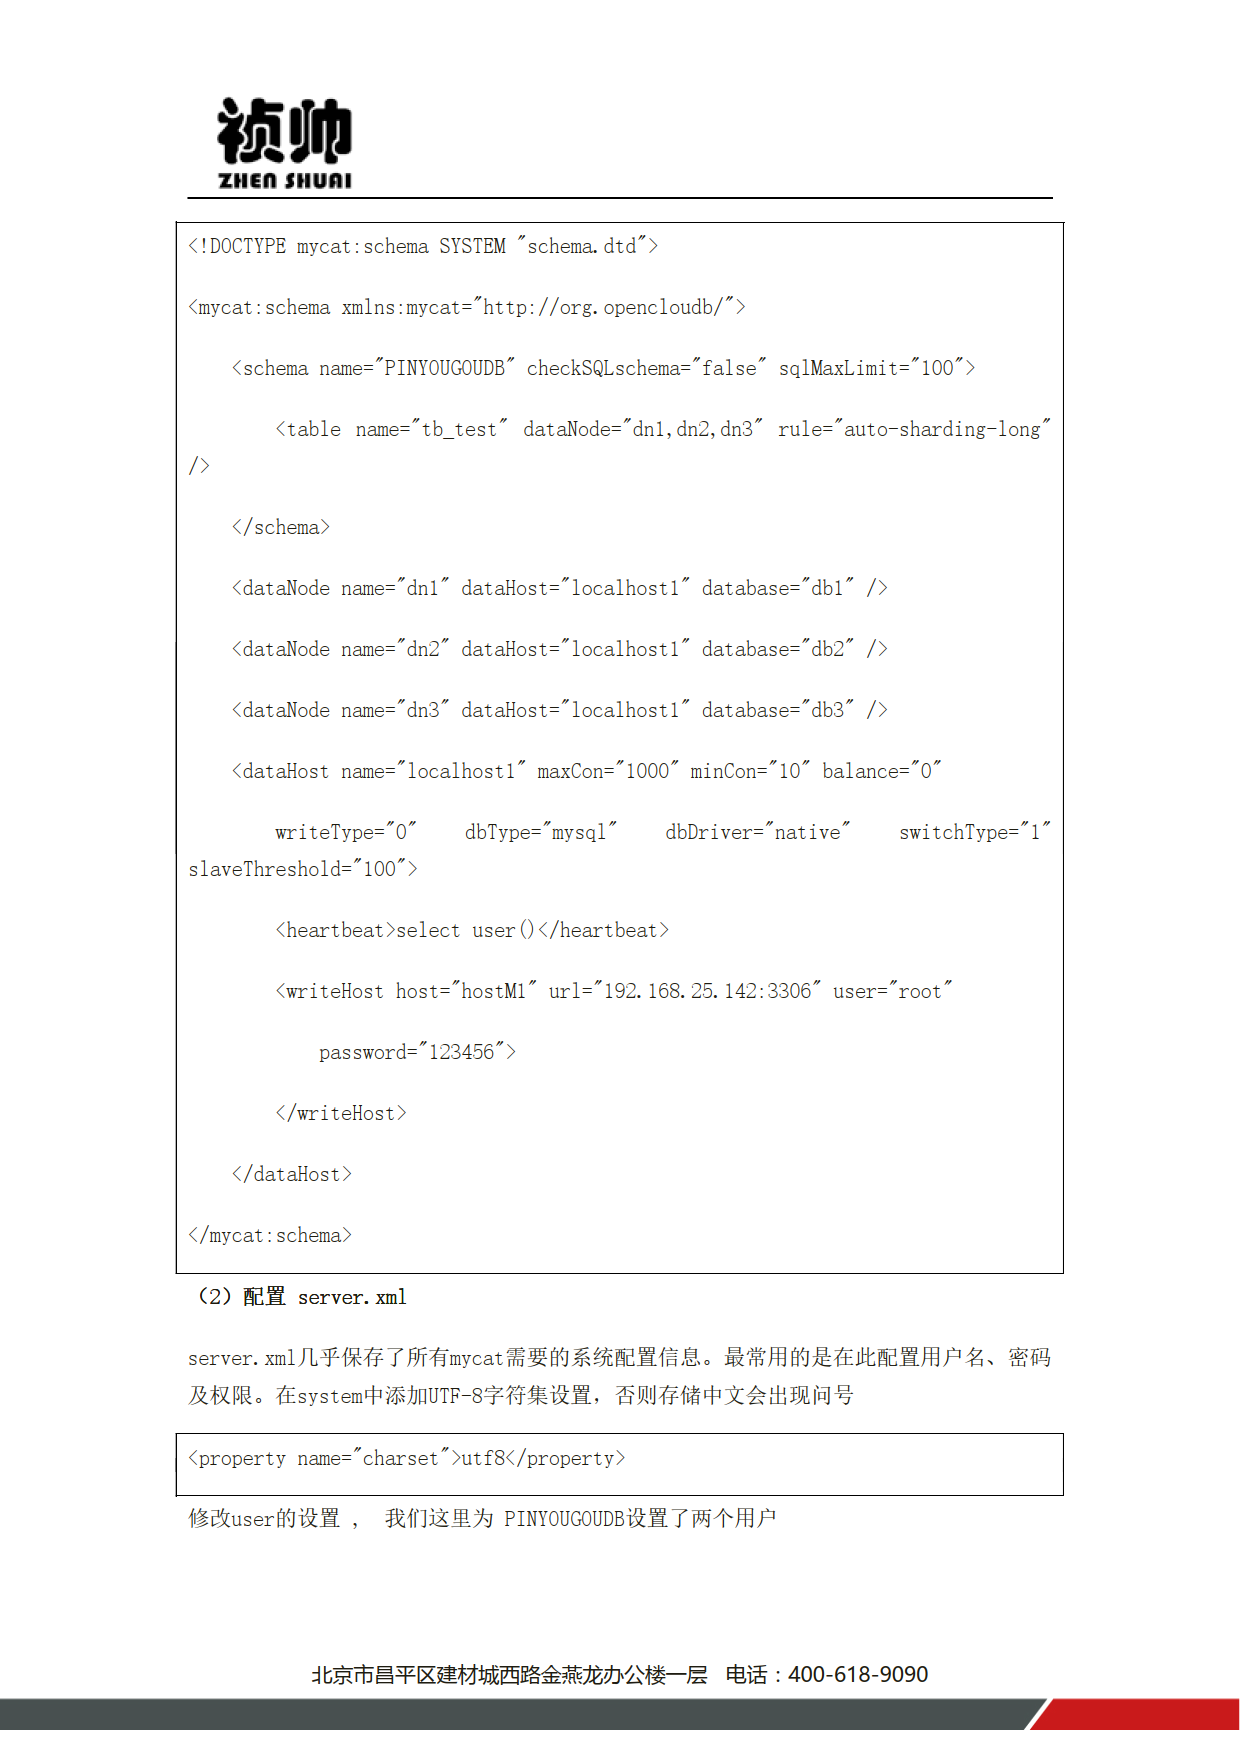 祯帅
ZHEN SHUAI
<!DOCTYPE mycat:schema SYSTEM "schema.dtd">
<mycat:schema xmlns:mycat="http://org.opencloudb/">
<schema name="PINYOUGOUDB" checkSQLschema="false" sqlMaxLimit="100">
<table name="tb_test" dataNode="dn1,dn2,dn3" rule="auto-sharding-long"
/>
</schema>
<dataNode name="dn1" dataHost="localhost1" database="db1" />
<dataNode name="dn2" dataHost="localhost1" database="db2" />
<dataNode name="dn3" dataHost="localhost1" database="db3" />
<dataHost name="localhost1" maxCon="1000" minCon="10" balance="0"
writeType="0" dbType="mysql" dbDriver="native" switchType="1"
slaveThreshold="100">
<heartbeat>select user()</heartbeat>
<writeHost host="hostM1" url="192.168.25.142:3306" user="root"
password="123456">
</writeHost>
</dataHost>
</mycat:schema>
（2）配置 server.xml
server.xml几乎保存了所有mycat需要的系统配置信息。最常用的是在此配置用户名、密码
及权限。在system中添加UTF-8字符集设置，否则存储中文会出现问号
<property name="charset">utf8</property>
修改user的设置 ， 我们这里为 PINYOUGOUDB设置了两个用户
北京市昌平区建材城西路金燕龙办公楼一层 电话：400-618-9090